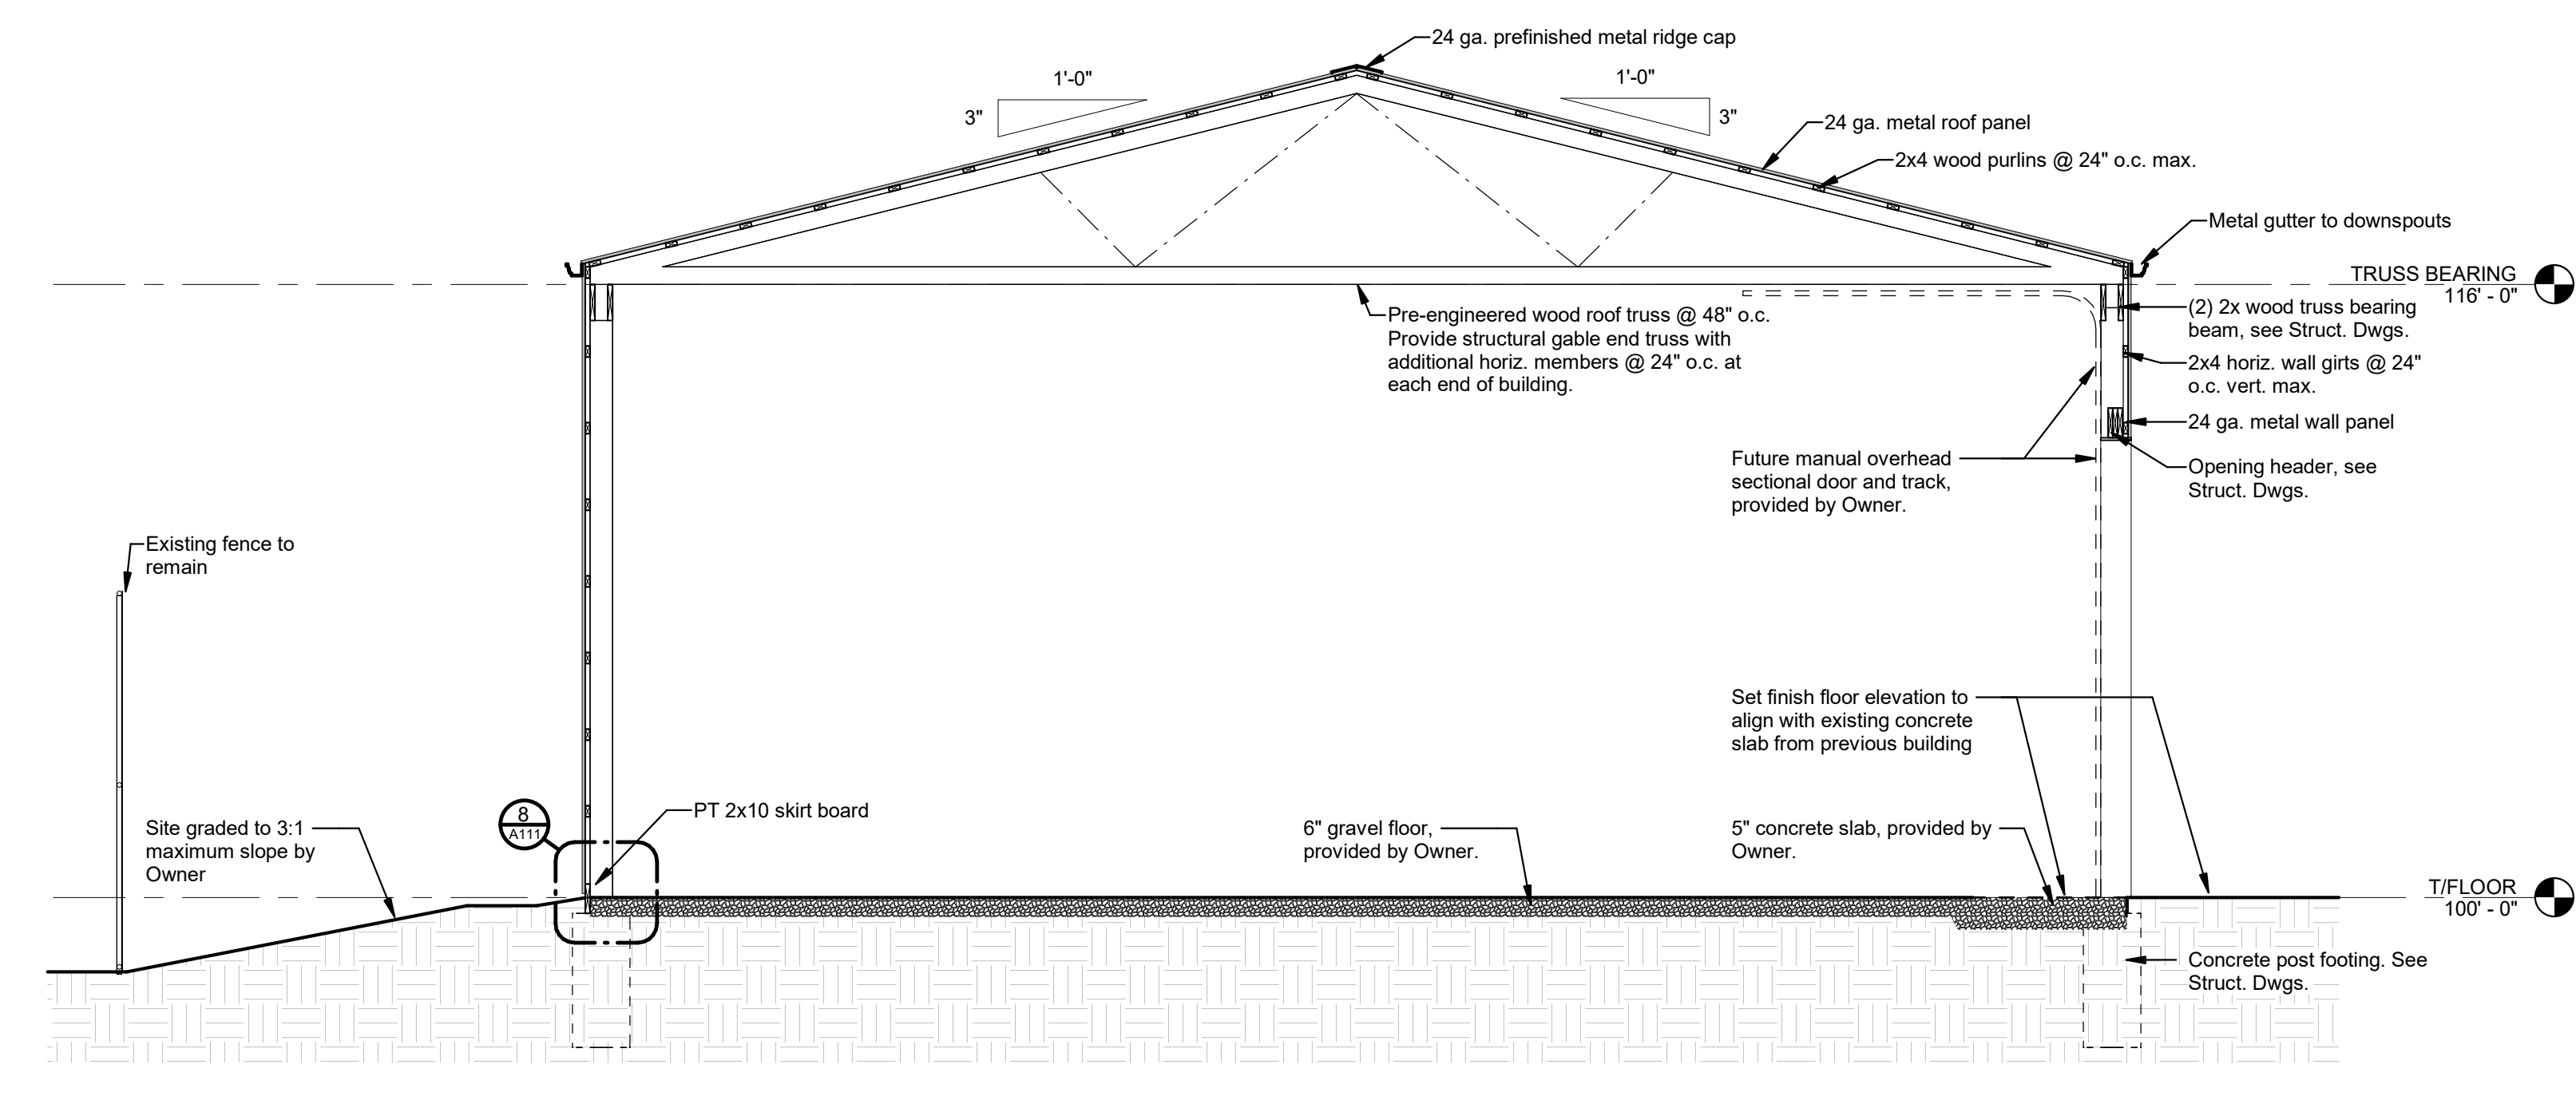 24 ga. prefinished metal ridge cap
1'-0"
3"
1'-0"
3"
24 ga. metal roof panel
2x4 wood purlins @ 24" o.c. max.
Metal gutter to downspouts
TRUSS BEARING
116' - 0"
Pre-engineered wood roof truss @ 48" o.c.
Provide structural gable end truss with
additional horiz. members @ 24" o.c. at
each end of building.
(2) 2x wood truss bearing
beam, see Struct. Dwgs.
2x4 horiz. wall girts @ 24"
o.c. vert. max.
24 ga. metal wall panel
Future manual overhead
sectional door and track,
provided by Owner.
Opening header, see
Struct. Dwgs.
Existing fence to
remain
Set finish floor elevation to
align with existing concrete
slab from previous building
8
A111
PT 2x10 skirt board
Site graded to 3:1
maximum slope by
Owner
6" gravel floor,
provided by Owner.
5" concrete slab, provided by
Owner.
T/FLOOR
100' - 0"
Concrete post footing. See
Struct. Dwgs.